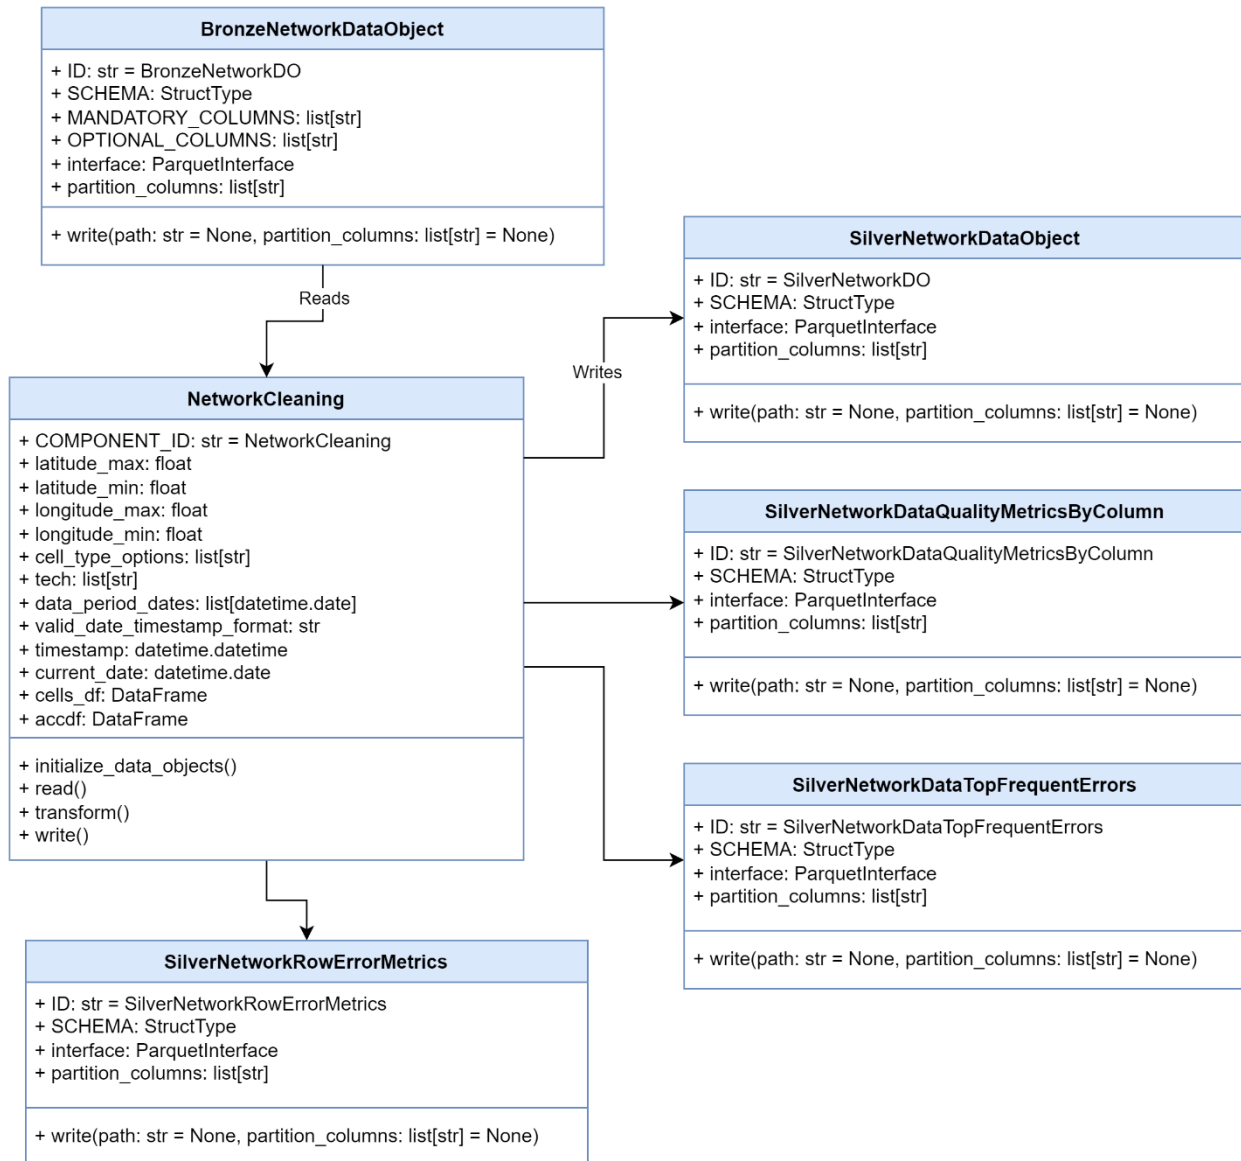 BronzeNetworkDataObject
+ ID: str = BronzeNetworkDO
+ SCHEMA: StructType
+ MANDATORY_COLUMNS: list[str]
+ OPTIONAL_COLUMNS: list[str]
+ interface: ParquetInterface
+ partition_columns: list[str]
+ write(path: str = None, partition_columns: list[str] = None)
Reads
NetworkCleaning
+ COMPONENT_ID: str = NetworkCleaning
+ latitude_max: float
+ latitude_min: float
+ longitude_max: float
+ longitude_min: float
+ cell_type_options: list[str]
+ tech: list[str]
+ data_period_dates: list[datetime.date]
+ valid_date_timestamp_format: str
+ timestamp: datetime.datetime
+ current_date: datetime.date
+ cells_df: DataFrame
+ accdf: DataFrame
+ initialize_data_objects()
+ read()
+ transform()
+ write()
Writes
SilverNetworkDataObject
+ ID: str = SilverNetworkDO
+ SCHEMA: StructType
+ interface: ParquetInterface
+ partition_columns: list[str]
+ write(path: str = None, partition_columns: list[str] = None)
SilverNetworkDataQualityMetricsByColumn
+ ID: str = SilverNetworkDataQualityMetricsByColumn
+ SCHEMA: StructType
+ interface: ParquetInterface
+ partition_columns: list[str]
+ write(path: str = None, partition_columns: list[str] = None)
SilverNetworkDataTopFrequentErrors
+ ID: str = SilverNetworkDataTopFrequentErrors
+ SCHEMA: StructType
+ interface: ParquetInterface
+ partition_columns: list[str]
+ write(path: str = None, partition_columns: list[str] = None)
SilverNetworkRowErrorMetrics
+ ID: str = SilverNetworkRowErrorMetrics
+ SCHEMA: StructType
+ interface: ParquetInterface
+ partition_columns: list[str]
+ write(path: str = None, partition_columns: list[str] = None)